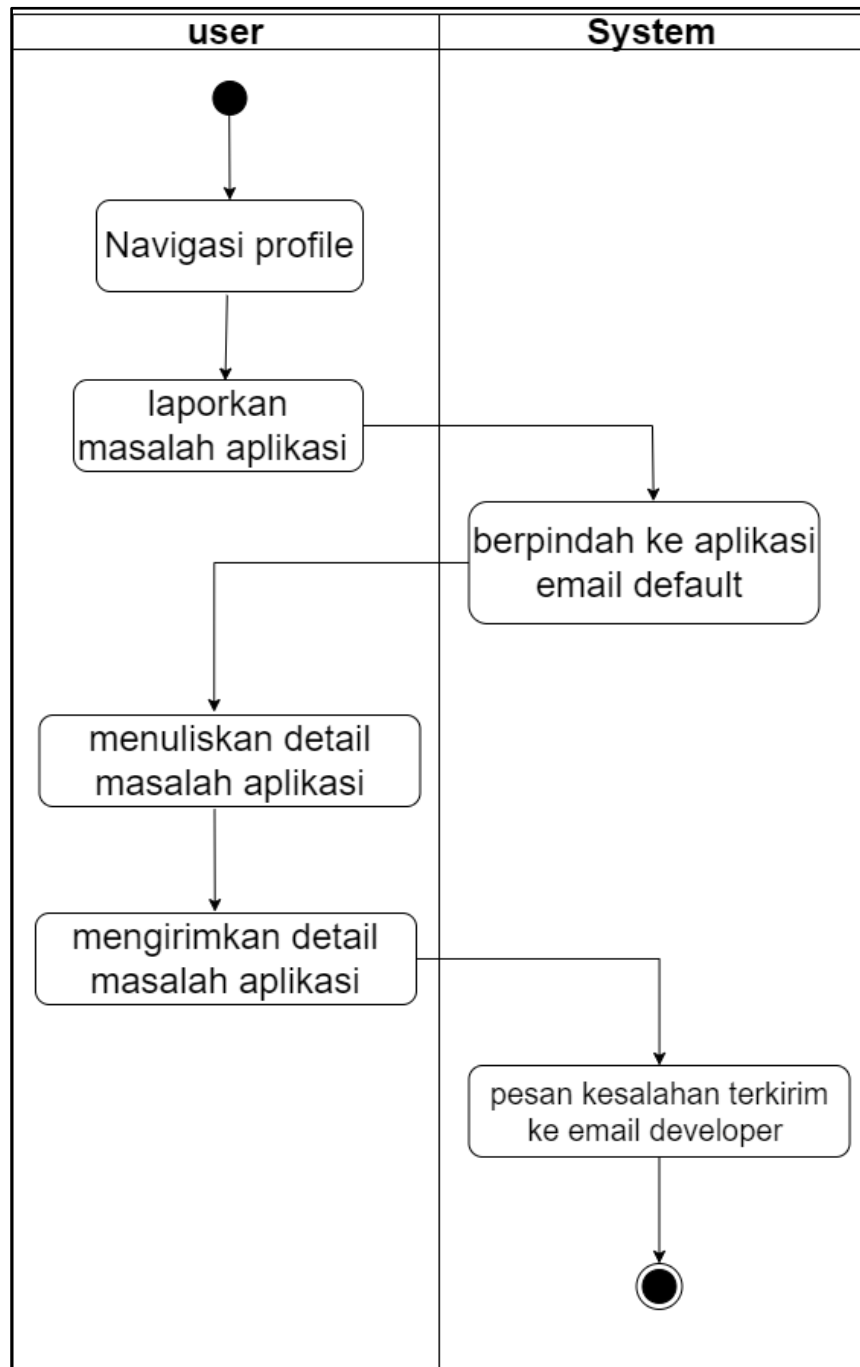 user
System
Navigasi profile
laporkan
masalah aplikasi
berpindah ke aplikasi
email default
menuliskan detail
masalah aplikasi
mengirimkan detail
masalah aplikasi
pesan kesalahan terkirim
ke email developer